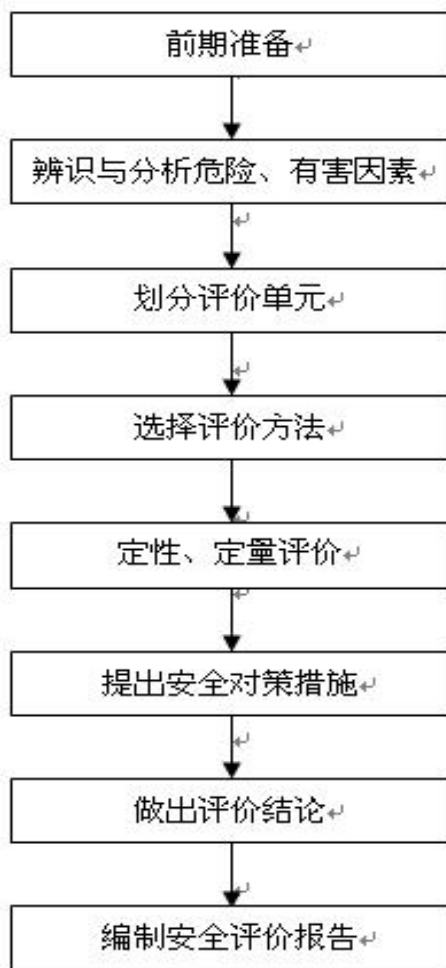 前期准备
辨识与分析危险、有害因素
划分评价单元
选择评价方法
定性、定量评价
提出安全对策措施
做出评价结论
编制安全评价报告